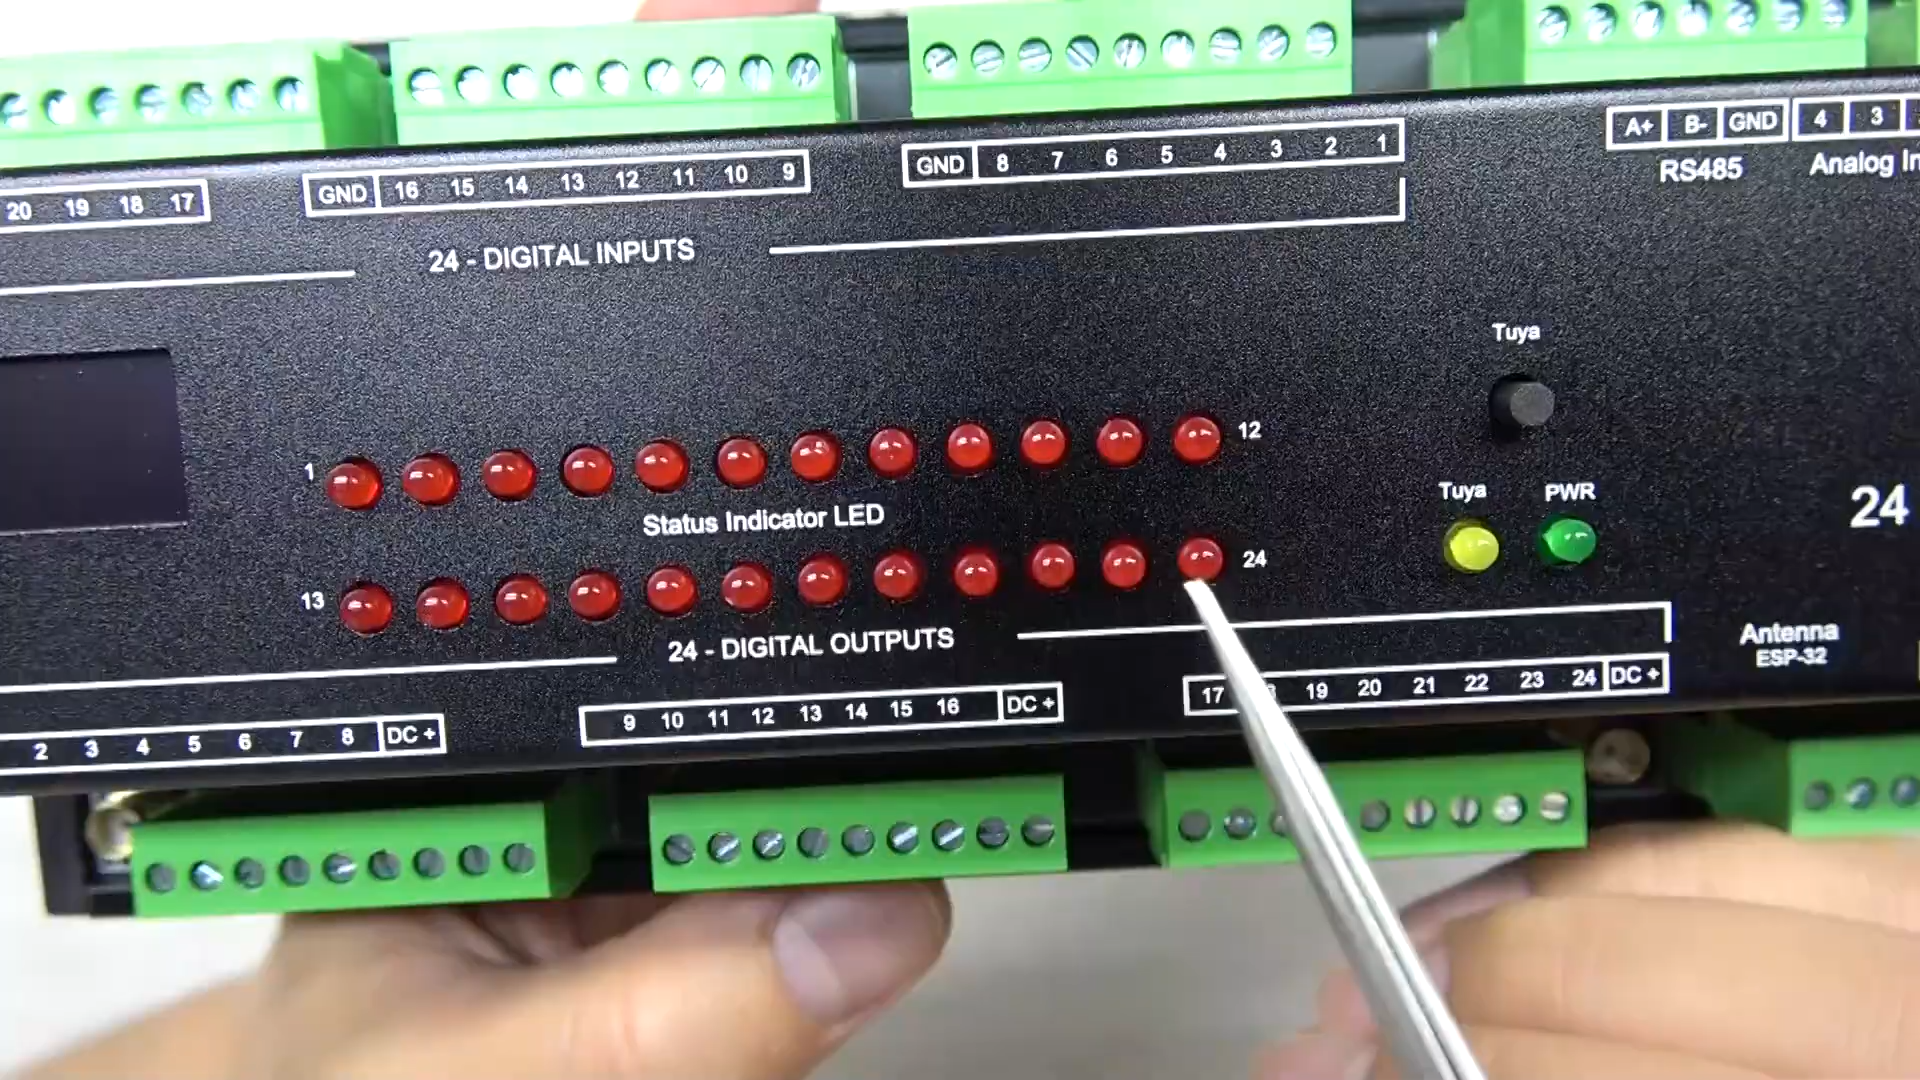 20 19 18 17
GND 16 15 14 13 12 11 10 9
GND 8 7 6 5 4 3 2 1
A+ B- GND
4 3
RS485
Analog In
24 - DIGITAL INPUTS
Tuya
1
12
Status Indicator LED
Tuya
PWR
24
13
24
24 - DIGITAL OUTPUTS
Antenna
ESP-32
2 3 4 5 6 7 8 DC +
9 10 11 12 13 14 15 16 DC +
17 19 20 21 22 23 24 DC +